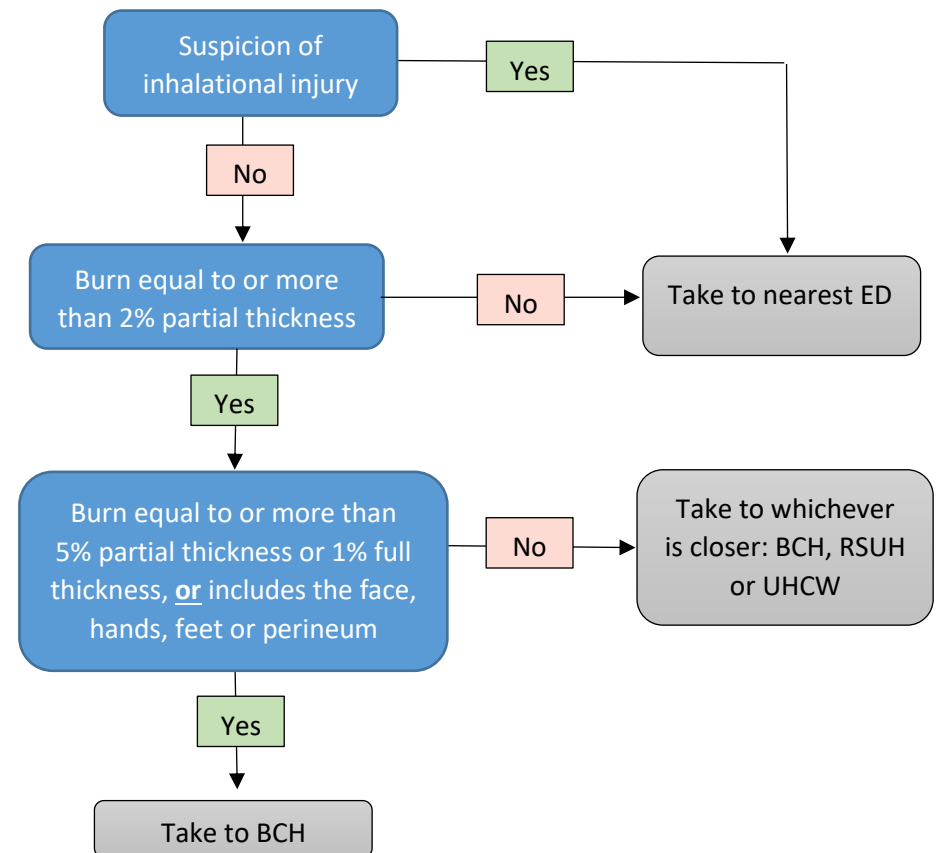 Suspicion of
inhalational injury
Yes
No
Burn equal to or more
than 2% partial thickness
No
Take to nearest ED
Yes
Burn equal to or more than
5% partial thickness or 1% full
thickness, or includes the face,
hands, feet or perineum
No
Take to whichever
is closer: BCH, RSUH
or UHCW
Yes
Take to BCH